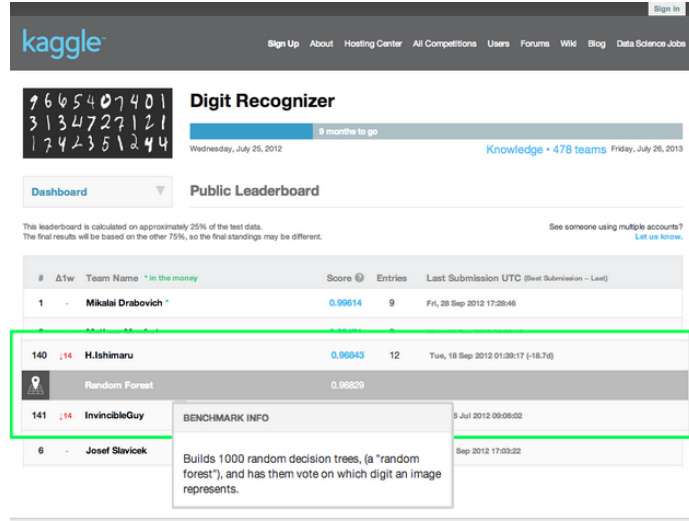 Sign in
kaggle
Sign Up About Hosting Center All Competitions Users Forums Wiki Blog Data Science Jobs
9 6 6 5 4 0 7 4 0 1
3 1 3 4 7 2 7 1 2 1
1 7 4 2 3 5 1 2 4 4
Digit Recognizer
9 months to go
Wednesday, July 25, 2012 Knowledge • 478 teams Friday, July 26, 2013
Dashboard Public Leaderboard
This leaderboard is calculated on approximately 25% of the test data. See someone using multiple accounts?
The final results will be based on the other 75%, so the final standings may be different. Let us know.
# Δ1w Team Name * in the money Score Entries Last Submission UTC (Best Submission – Last)
1 - Mikalai Drabovich * 0.99614 9 Fri, 28 Sep 2012 17:28:46
140 ↓14 H.Ishimaru 0.96843 12 Tue, 18 Sep 2012 01:39:17 (-18.7d)
Random Forest 0.96829
141 ↓14 InvincibleGuy Jul 2012 09:06:02
BENCHMARK INFO
6 - Josef Slavicek Sep 2012 17:03:22
Builds 1000 random decision trees, (a "random
forest"), and has them vote on which digit an image
represents.